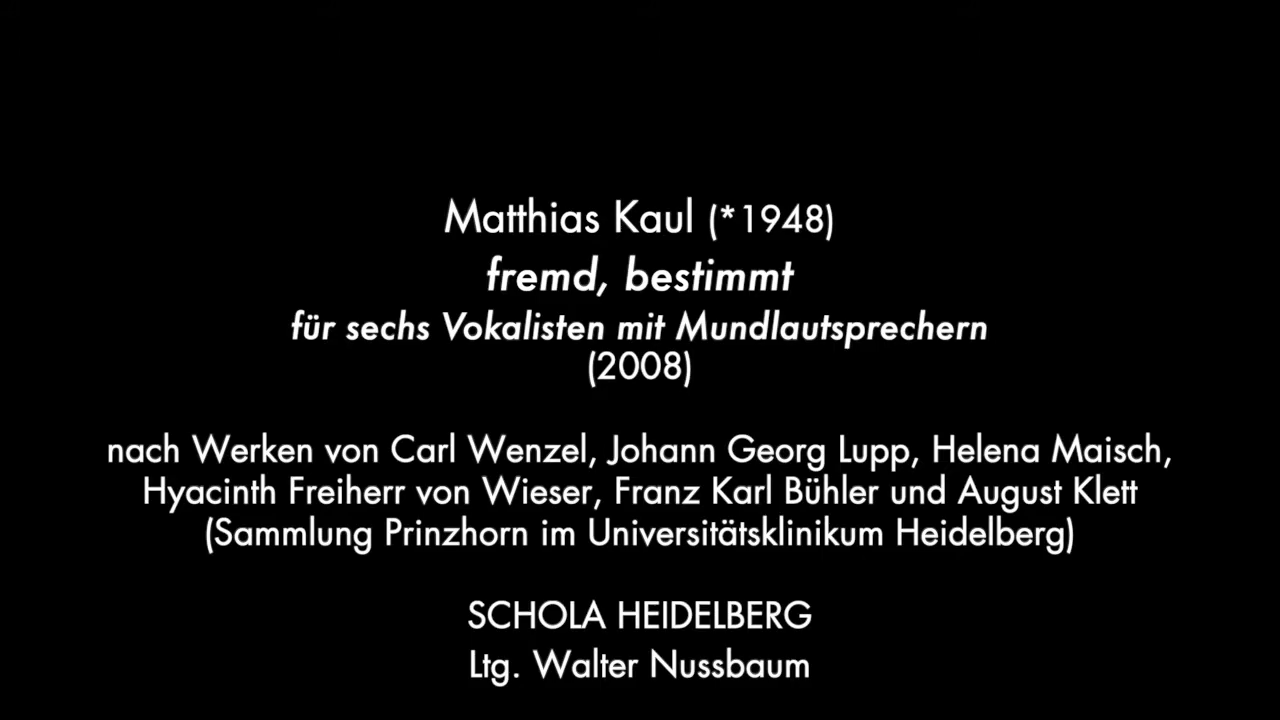 Matthias Kaul (*1948)
fremd, bestimmt
für sechs Vokalisten mit Mundlautsprechern
(2008)
nach Werken von Carl Wenzel, Johann Georg Lupp, Helena Maisch,
Hyacinth Freiherr von Wieser, Franz Karl Bühler und August Klett
(Sammlung Prinzhorn im Universitätsklinikum Heidelberg)
SCHOLA HEIDELBERG
Ltg. Walter Nussbaum